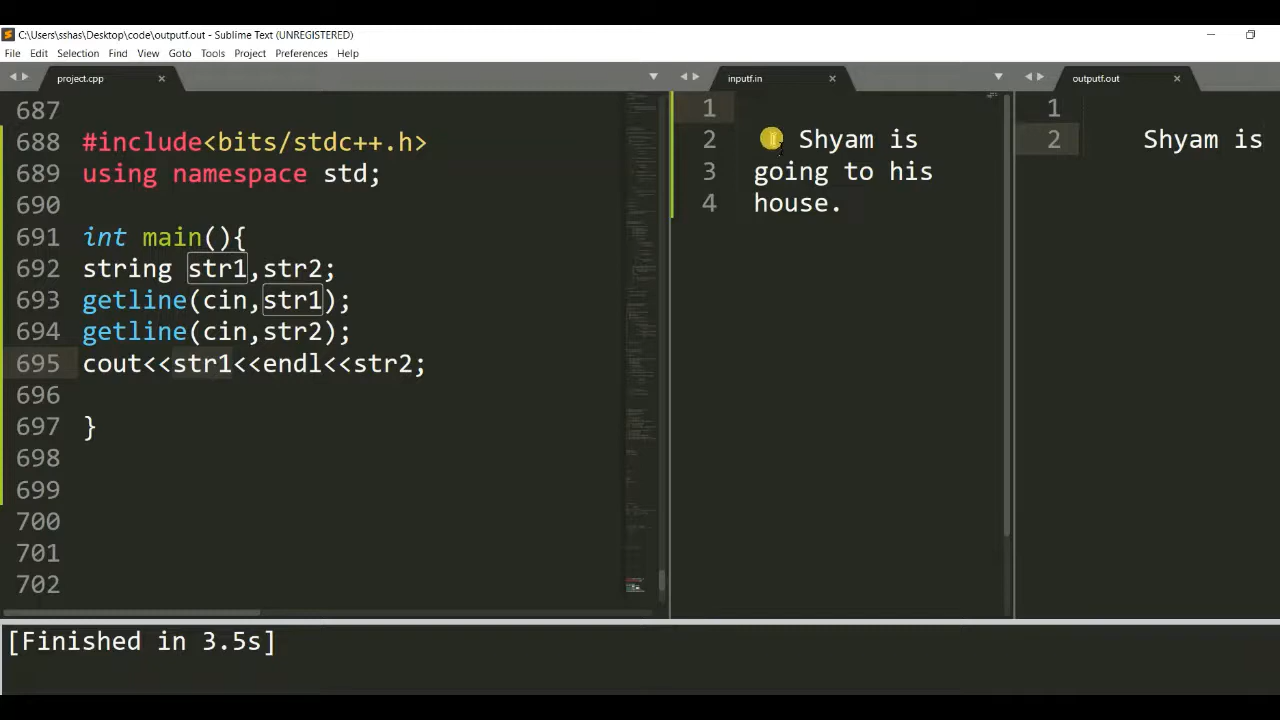 C:\Users\sshas\Desktop\code\outputf.out - Sublime Text (UNREGISTERED)
File Edit Selection Find View Goto Tools Project Preferences Help
project.cpp
687
688 #include<bits/stdc++.h>
689 using namespace std;
690
691 int main(){
692 string str1,str2;
693 getline(cin,str1);
694 getline(cin,str2);
695 cout<<str1<<endl<<str2;
696
697 }
698
699
700
701
702
inputf.in
1
2 Shyam is
3 going to his
4 house.
outputf.out
1
2 Shyam is
[Finished in 3.5s]